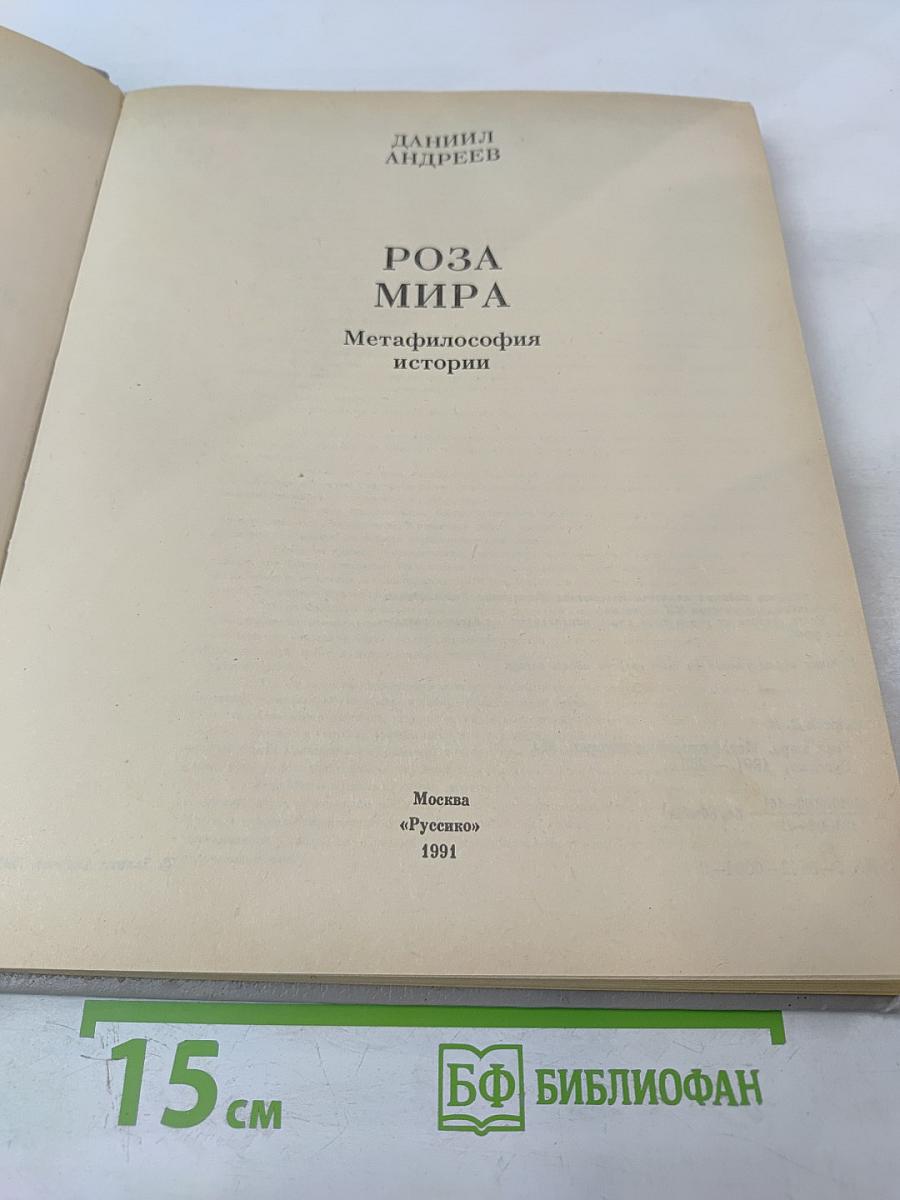 ДАНИИЛ
АНДРЕЕВ
РОЗА
МИРА
Метафилософия
истории
Москва
«Руссико»
1991
15 см
БФ БИБЛИОФАН